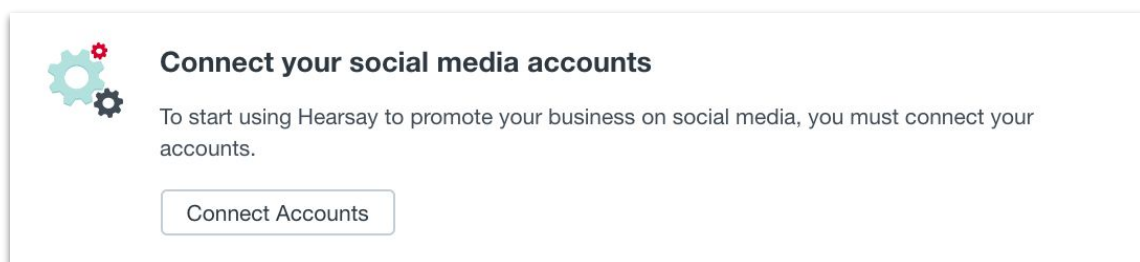 Connect your social media accounts
To start using Hearsay to promote your business on social media, you must connect your
accounts.
Connect Accounts